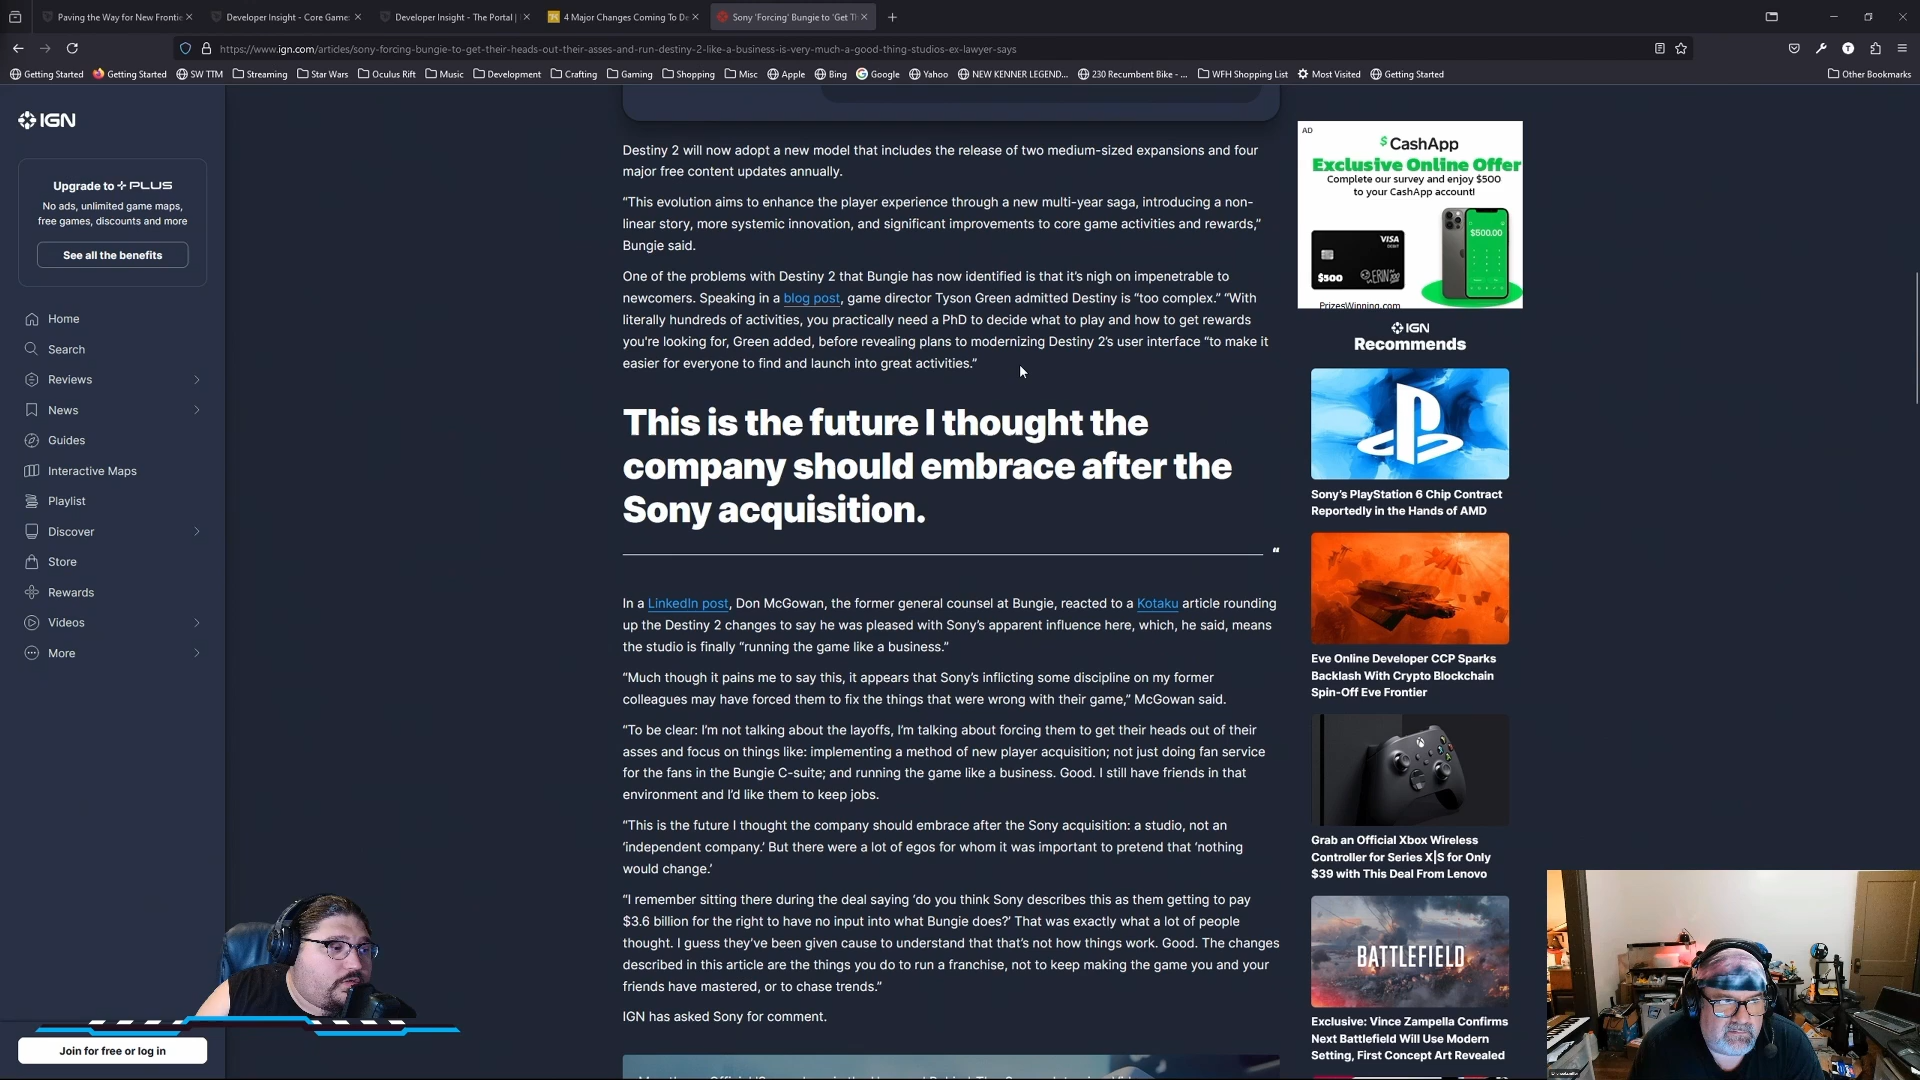 Paving the Way for New Frontie
Developer Insight - Core Game
Developer Insight - The Portal |
4 Major Changes Coming To De
Sony 'Forcing' Bungie to 'Get Th
https://www.ign.com/articles/sony-forcing-bungie-to-get-their-heads-out-their-asses-and-run-destiny-2-like-a-business-is-very-much-a-good-thing-studios-ex-lawyer-says
Getting Started
Getting Started
SW TTM
Streaming
Star Wars
Oculus Rift
Music
Development
Crafting
Gaming
Shopping
Misc
Apple
Bing
Google
Yahoo
NEW KENNER LEGEND...
230 Recumbent Bike - ...
WFH Shopping List
Most Visited
Getting Started
Other Bookmarks
IGN
Upgrade to PLUS
No ads, unlimited game maps,
free games, discounts and more
See all the benefits
Home
Search
Reviews
News
Guides
Interactive Maps
Playlist
Discover
Store
Rewards
Videos
More
Join for free or log in
Destiny 2 will now adopt a new model that includes the release of two medium-sized expansions and four
major free content updates annually.
“This evolution aims to enhance the player experience through a new multi-year saga, introducing a non-
linear story, more systemic innovation, and significant improvements to core game activities and rewards,”
Bungie said.
One of the problems with Destiny 2 that Bungie has now identified is that it’s nigh on impenetrable to
newcomers. Speaking in a blog post, game director Tyson Green admitted Destiny is “too complex.” “With
literally hundreds of activities, you practically need a PhD to decide what to play and how to get rewards
you're looking for, Green added, before revealing plans to modernizing Destiny 2’s user interface “to make it
easier for everyone to find and launch into great activities.”
This is the future I thought the
company should embrace after the
Sony acquisition.
“
In a LinkedIn post, Don McGowan, the former general counsel at Bungie, reacted to a Kotaku article rounding
up the Destiny 2 changes to say he was pleased with Sony’s apparent influence here, which, he said, means
the studio is finally “running the game like a business.”
“Much though it pains me to say this, it appears that Sony’s inflicting some discipline on my former
colleagues may have forced them to fix the things that were wrong with their game,” McGowan said.
“To be clear: I’m not talking about the layoffs, I’m talking about forcing them to get their heads out of their
asses and focus on things like: implementing a method of new player acquisition; not just doing fan service
for the fans in the Bungie C-suite; and running the game like a business. Good. I still have friends in that
environment and I’d like them to keep jobs.
“This is the future I thought the company should embrace after the Sony acquisition: a studio, not an
‘independent company.’ But there were a lot of egos for whom it was important to pretend that ‘nothing
would change.’
“I remember sitting there during the deal saying ‘do you think Sony describes this as them getting to pay
$3.6 billion for the right to have no input into what Bungie does?’ That was exactly what a lot of people
thought. I guess they’ve been given cause to understand that that’s not how things work. Good. The changes
described in this article are the things you do to run a franchise, not to keep making the game you and your
friends have mastered, or to chase trends.”
IGN has asked Sony for comment.
AD
$ CashApp
Exclusive Online Offer
Complete our survey and enjoy $500
to your CashApp account!
VISA
DEBIT
$500
$500.00
PrizesWinning.com
IGN
Recommends
Sony’s PlayStation 6 Chip Contract
Reportedly in the Hands of AMD
Eve Online Developer CCP Sparks
Backlash With Crypto Blockchain
Spin-Off Eve Frontier
Grab an Official Xbox Wireless
Controller for Series X|S for Only
$39 with This Deal From Lenovo
BATTLEFIELD
Exclusive: Vince Zampella Confirms
Next Battlefield Will Use Modern
Setting, First Concept Art Revealed